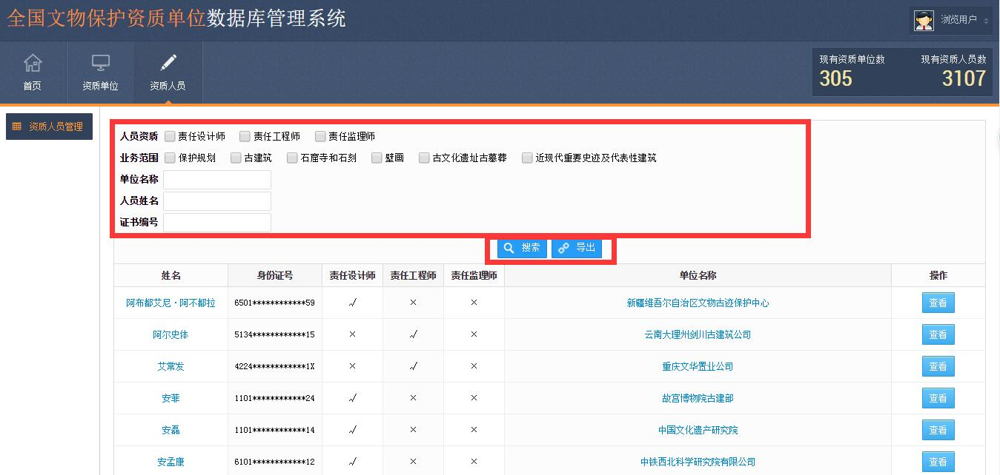 全国文物保护资质单位数据库管理系统
浏览用户
首页 资质单位 资质人员
现有资质单位数 现有资质人员数
305 3107
资质人员管理
人员资质 责任设计师 责任工程师 责任监理师
业务范围 保护规划 古建筑 石窟寺和石刻 壁画 古文化遗址古墓葬 近现代重要史迹及代表性建筑
单位名称
人员姓名
证书编号
搜索 导出
姓名 身份证号 责任设计师 责任工程师 责任监理师 单位名称 操作
阿布都艾尼·阿不都拉 6501************59 √ × × 新疆维吾尔自治区文物古迹保护中心 查看
阿尔史体 5134************15 × √ × 云南大理州剑川古建筑公司 查看
艾常发 4224************1X × √ × 重庆文华置业公司 查看
安菲 1101************24 √ × × 故宫博物院古建部 查看
安磊 1101************14 √ × × 中国文化遗产研究院 查看
安孟康 6101************12 √ × × 中铁西北科学研究院有限公司 查看